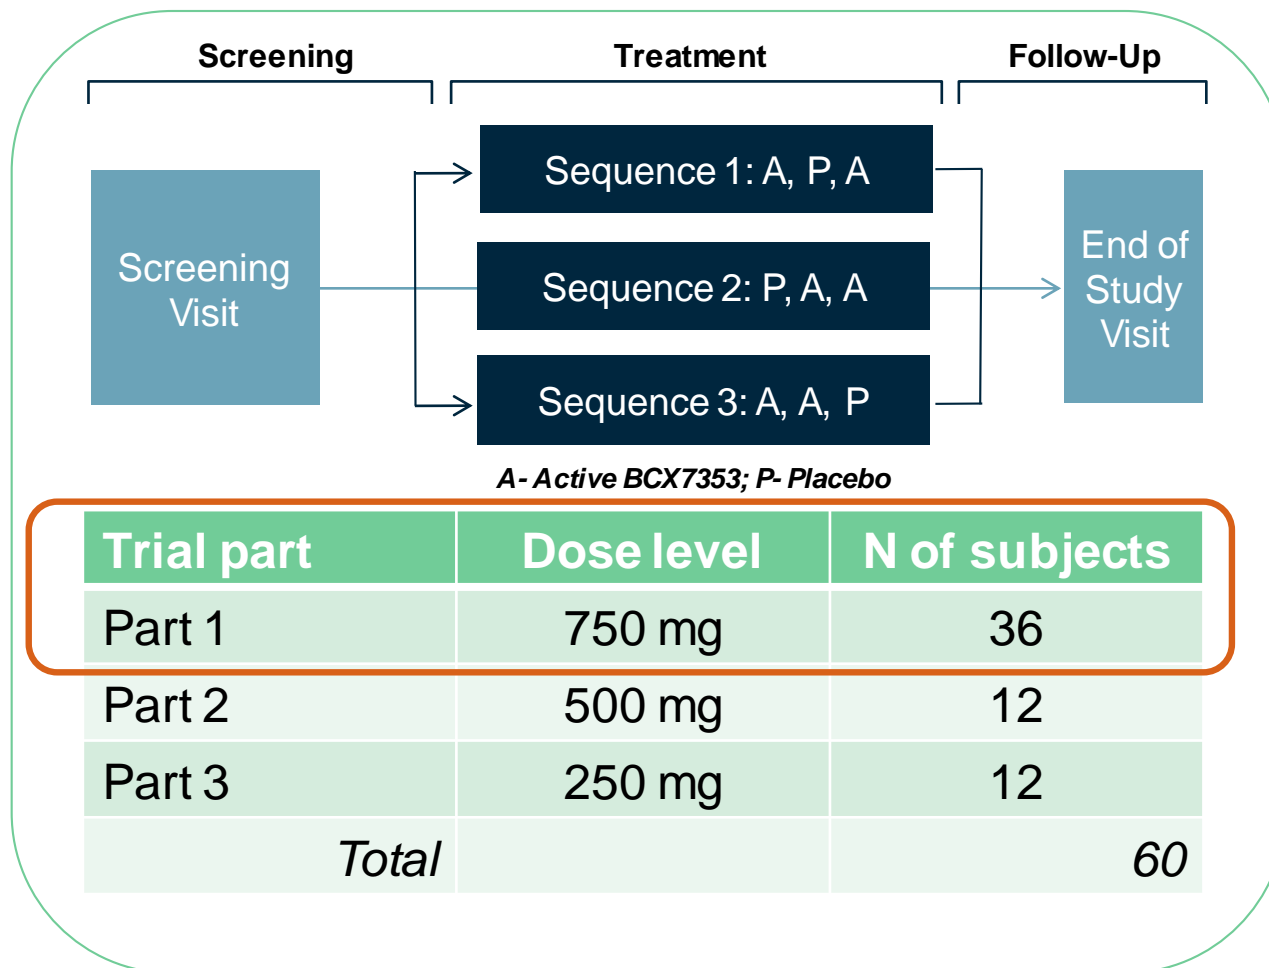 Screening
Treatment
Follow-Up
Screening
Visit
Sequence 1: A, P, A
Sequence 2: P, A, A
Sequence 3: A, A, P
End of
Study
Visit
A- Active BCX7353; P- Placebo
Trial part Dose level N of subjects
Part 1 750 mg 36
Part 2 500 mg 12
Part 3 250 mg 12
Total 60